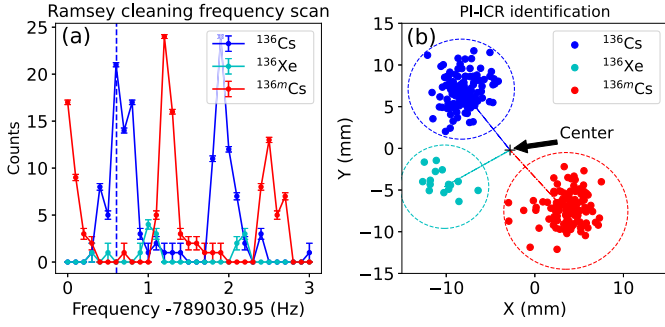 Ramsey cleaning frequency scan
(a)
¹³⁶Cs
¹³⁶Xe
¹³⁶ᵐCs
Counts
25
20
15
10
5
0
0
1
2
3
Frequency -789030.95 (Hz)
PI-ICR identification
(b)
¹³⁶Cs
¹³⁶Xe
¹³⁶ᵐCs
Center
Y (mm)
15
10
5
0
−5
−10
−15
−10
0
10
X (mm)